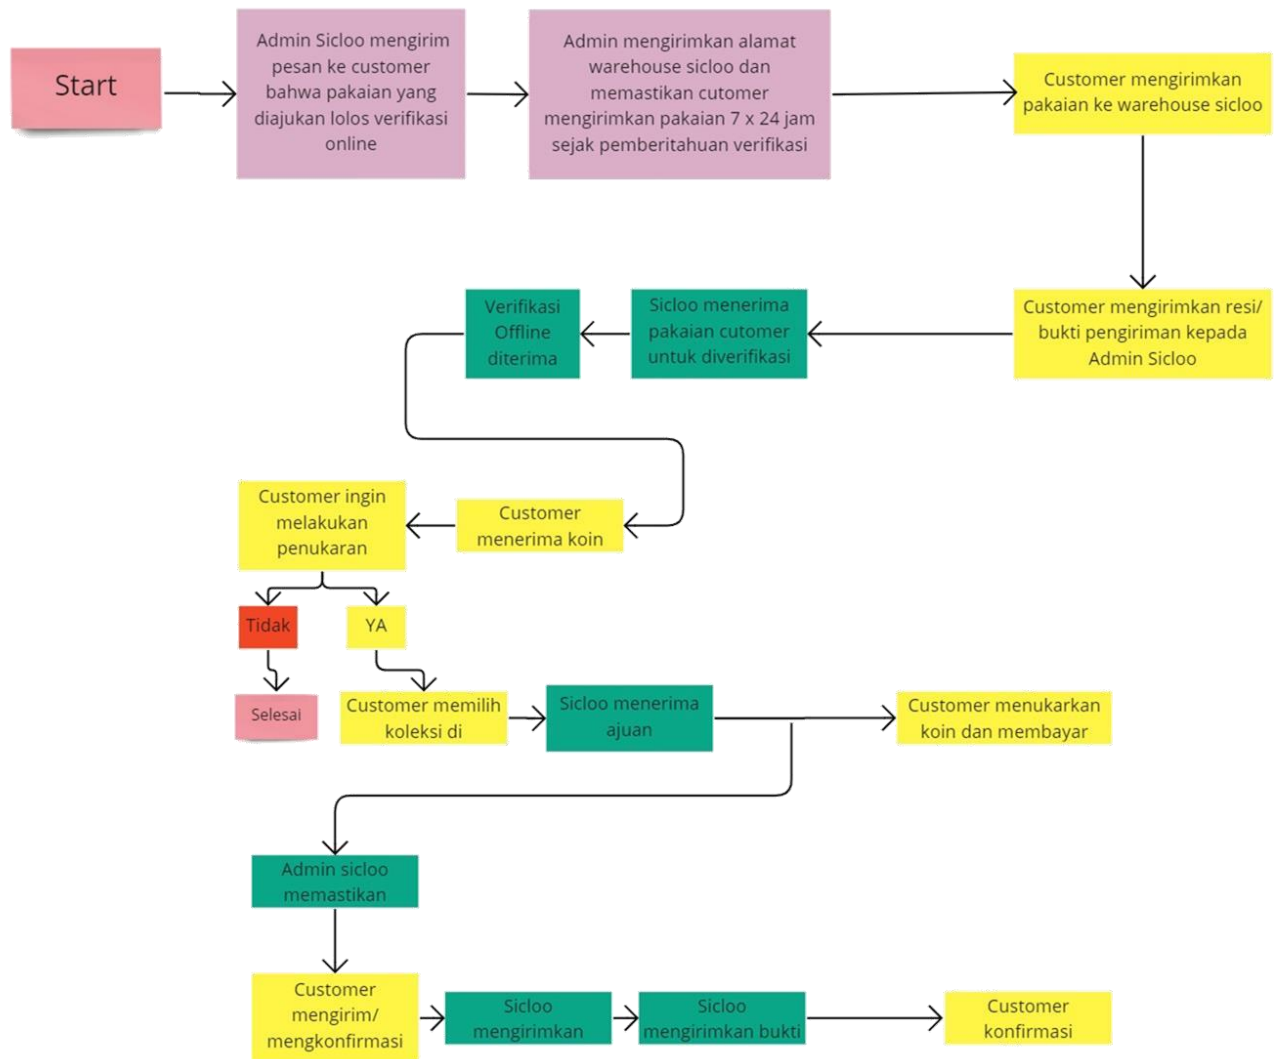 Start
Admin Sicloo mengirim
pesan ke customer
bahwa pakaian yang
diajukan lolos verifikasi
online
Admin mengirimkan alamat
warehouse sicloo dan
memastikan cutomer
mengirimkan pakaian 7 x 24 jam
sejak pemberitahuan verifikasi
Customer mengirimkan
pakaian ke warehouse sicloo
Customer mengirimkan resi/
bukti pengiriman kepada
Admin Sicloo
Sicloo menerima
pakaian cutomer
untuk diverifikasi
Verifikasi
Offline
diterima
Customer
menerima koin
Customer ingin
melakukan
penukaran
Tidak
YA
Selesai
Customer memilih
koleksi di
Sicloo menerima
ajuan
Customer menukarkan
koin dan membayar
Admin sicloo
memastikan
Customer
mengirim/
mengkonfirmasi
Sicloo
mengirimkan
Sicloo
mengirimkan bukti
Customer
konfirmasi